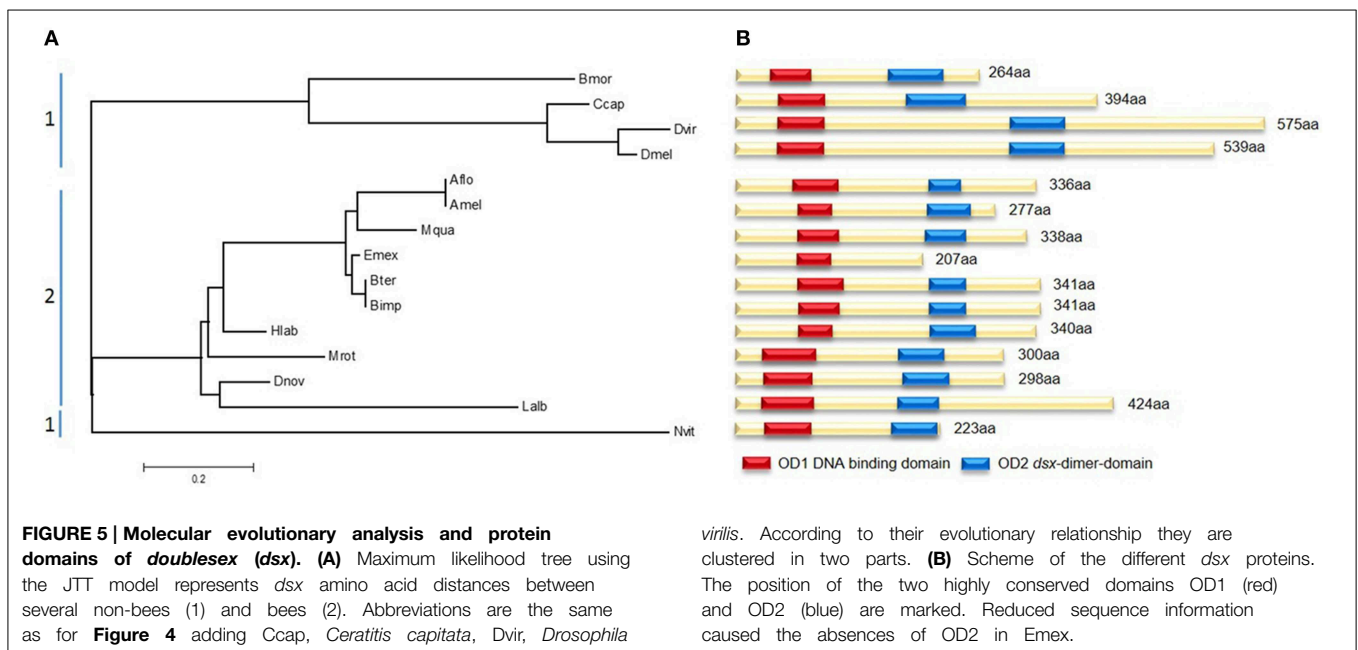 A
B
1
2
1
Bmor
Ccap
Dvir
Dmel
Aflo
Amel
Mqua
Emex
Bter
Bimp
Hlab
Mrot
Dnov
Lalb
Nvit
0.2
264aa
394aa
575aa
539aa
336aa
277aa
338aa
207aa
341aa
341aa
340aa
300aa
298aa
424aa
223aa
OD1 DNA binding domain
OD2 dsx-dimer-domain
FIGURE 5 | Molecular evolutionary analysis and protein
domains of doublesex (dsx). (A) Maximum likelihood tree using
the JTT model represents dsx amino acid distances between
several non-bees (1) and bees (2). Abbreviations are the same
as for Figure 4 adding Ccap, Ceratitis capitata, Dvir, Drosophila
virilis. According to their evolutionary relationship they are
clustered in two parts. (B) Scheme of the different dsx proteins.
The position of the two highly conserved domains OD1 (red)
and OD2 (blue) are marked. Reduced sequence information
caused the absences of OD2 in Emex.